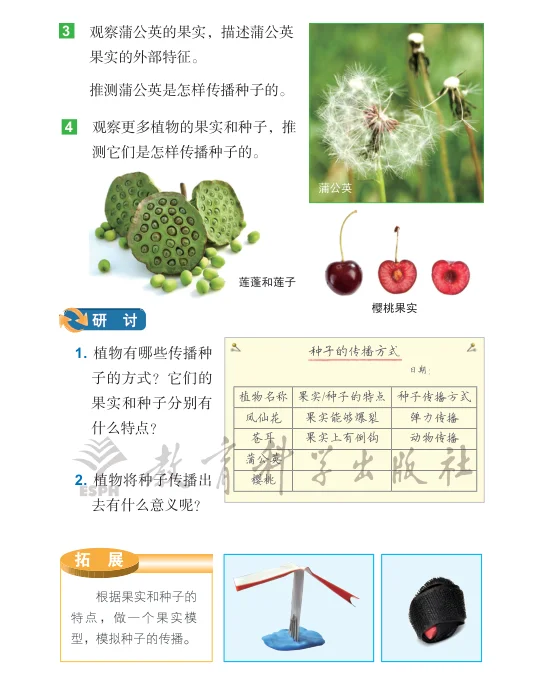 3 观察蒲公英的果实，描述蒲公英
果实的外部特征。
推测蒲公英是怎样传播种子的。
4 观察更多植物的果实和种子，推
测它们是怎样传播种子的。
蒲公英
莲蓬和莲子
樱桃果实
研 讨
1. 植物有哪些传播种
子的方式？它们的
果实和种子分别有
什么特点？
2. 植物将种子传播出
去有什么意义呢？
种子的传播方式
日期：
植物名称 果实/种子的特点 种子传播方式
凤仙花 果实能够爆裂 弹力传播
苍耳 果实上有倒钩 动物传播
蒲公英
樱桃
ESPH 教育科学出版社
拓 展
根据果实和种子的
特点，做一个果实模
型，模拟种子的传播。